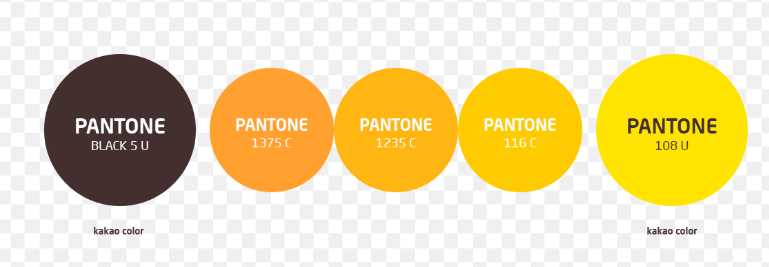 PANTONE
BLACK 5 U
PANTONE
1375 C
PANTONE
1235 C
PANTONE
116 C
PANTONE
108 U
kakao color
kakao color